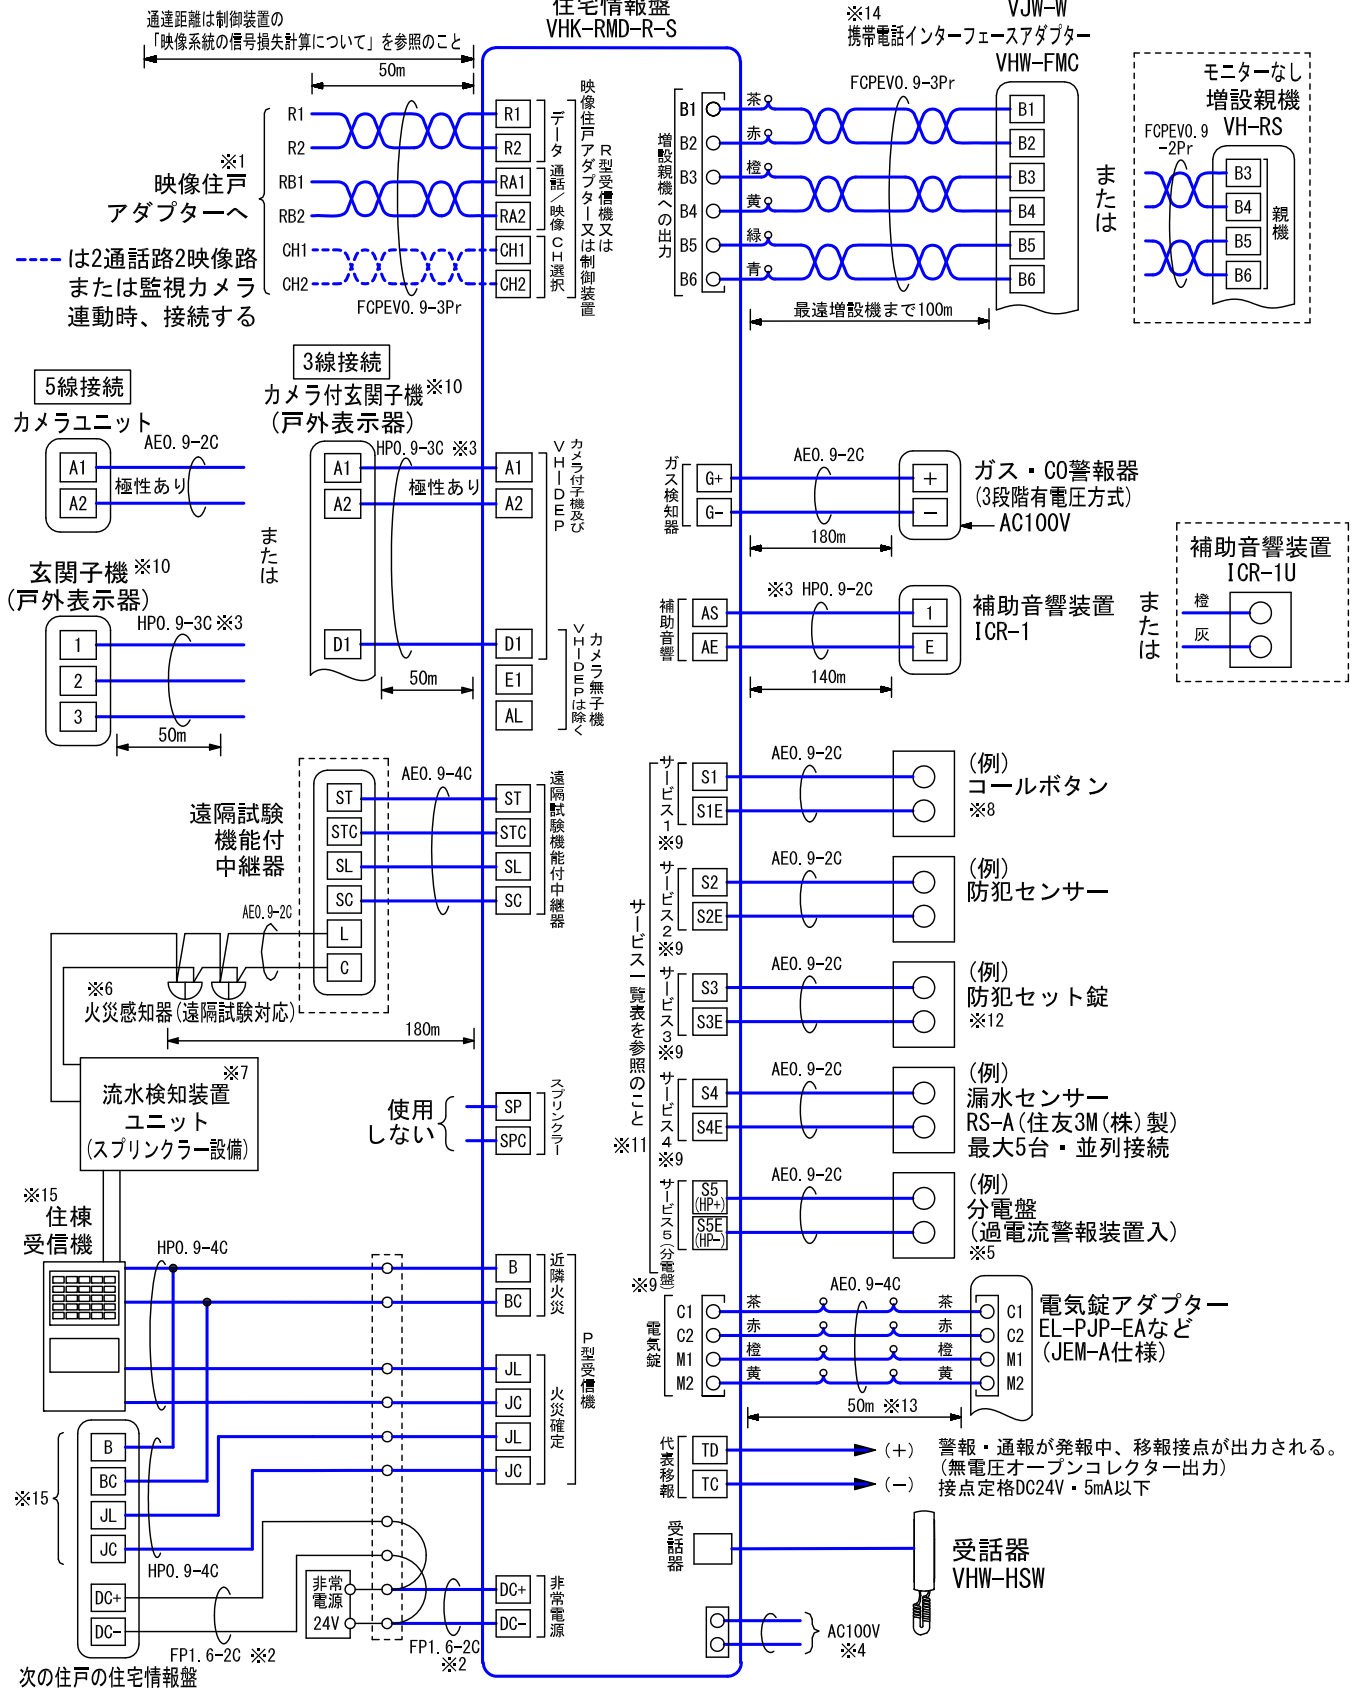 住宅情報盤
VHK-RMD-R-S
通達距離は制御装置の
「映像系統の信号損失計算について」を参照のこと
50m
R1
R2
RB1
RB2
CH1
CH2
※1
映像住戸
アダプターへ
は2通話路2映像路
または監視カメラ
連動時、接続する
FCPEV0.9-3Pr
R1
R2
RA1
RA2
CH1
CH2
データ
通話/映像
CH選択
映像住戸アダプター又は制御装置
R型受信機又は
※14
VJW-W
携帯電話インターフェースアダプター
VHW-FMC
増設親機への出力
B1
B2
B3
B4
B5
B6
茶
赤
橙
黄
緑
青
FCPEV0.9-3Pr
B1
B2
B3
B4
B5
B6
最遠増設機まで100m
または
モニターなし
増設親機
VH-RS
FCPEV0.9
-2Pr
B3
B4
B5
B6
親機
5線接続
カメラユニット
AE0.9-2C
A1
A2
極性あり
玄関子機※10
(戸外表示器)
HP0.9-3C※3
1
2
3
50m
または
3線接続
カメラ付玄関子機※10
(戸外表示器)
HP0.9-3C ※3
A1
A2
極性あり
D1
50m
A1
A2
D1
E1
AL
カメラ付子機及び
VH-DEP
カメラ無子機
VH-DEPは除く
ガス検知器
G+
G-
AE0.9-2C
+
-
180m
ガス・CO警報器
(3段階有電圧方式)
AC100V
補助音響
AS
AE
※3 HP0.9-2C
1
E
140m
補助音響装置
ICR-1
または
補助音響装置
ICR-1U
橙
灰
遠隔試験
機能付
中継器
ST
STC
SL
SC
L
C
AE0.9-4C
ST
STC
SL
SC
遠隔試験機能付中継器
AE0.9-2C
※6
火災感知器(遠隔試験対応)
180m
※7
流水検知装置
ユニット
(スプリンクラー設備)
使用
しない
SP
SPC
スプリンクラー
サービス一覧表を参照のこと
※11
サービス1
※9
S1
S1E
AE0.9-2C
(例)
コールボタン
※8
サービス2
※9
S2
S2E
AE0.9-2C
(例)
防犯センサー
サービス3
※9
S3
S3E
AE0.9-2C
(例)
防犯セット錠
※12
サービス4
※9
S4
S4E
AE0.9-2C
(例)
漏水センサー
RS-A(住友3M(株)製)
最大5台・並列接続
サービス5(分電盤)
※9
S5
(HP+)
S5E
(HP-)
AE0.9-2C
(例)
分電盤
(過電流警報装置入)
※5
※15
住棟
受信機
HP0.9-4C
B
BC
近隣火災
JL
JC
JL
JC
火災確定
P型受信機
※15
B
BC
JL
JC
HP0.9-4C
DC+
DC-
FP1.6-2C ※2
次の住戸の住宅情報盤
非常
電源
24V
FP1.6-2C
※2
DC+
DC-
非常電源
電気錠
C1
C2
M1
M2
茶
赤
橙
黄
AE0.9-4C
茶
赤
橙
黄
C1
C2
M1
M2
50m ※13
電気錠アダプター
EL-PJP-EAなど
(JEM-A仕様)
代表移報
TD
TC
(+)
(-)
警報・通報が発報中、移報接点が出力される。
(無電圧オープンコレクター出力)
接点定格DC24V・5mA以下
受話器
受話器
VHW-HSW
AC100V
※4